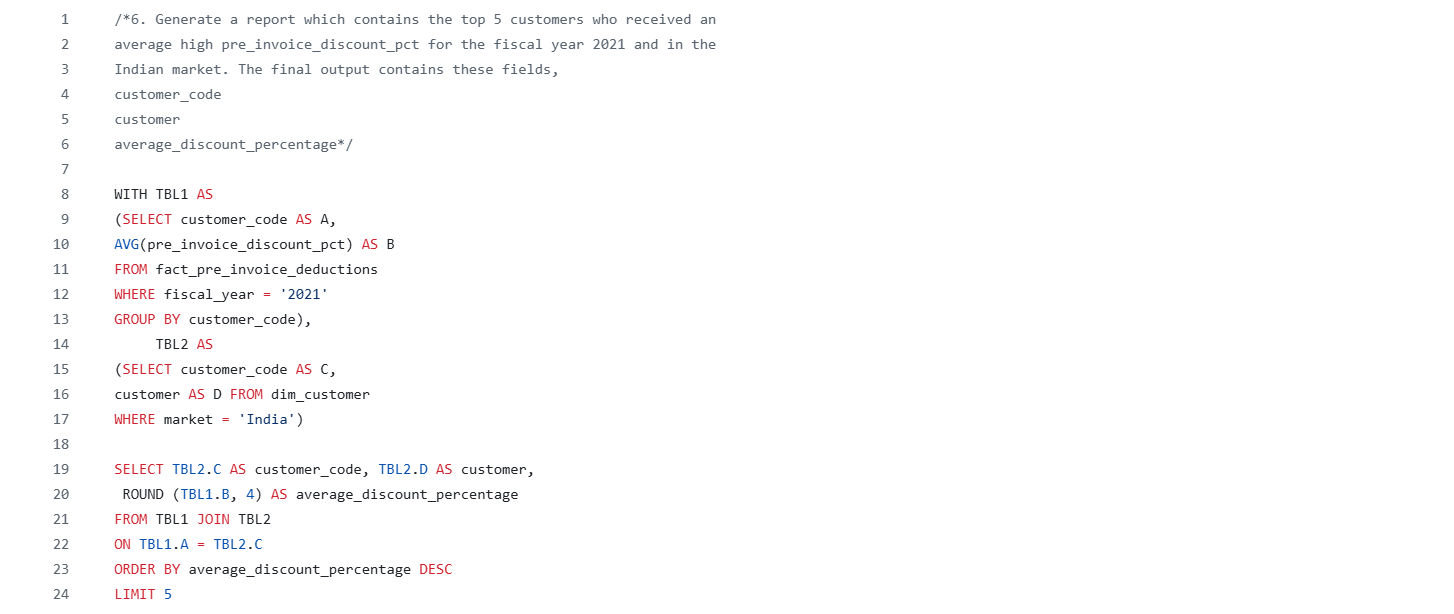 1 /*6. Generate a report which contains the top 5 customers who received an
2 average high pre_invoice_discount_pct for the fiscal year 2021 and in the
3 Indian market. The final output contains these fields,
4 customer_code
5 customer
6 average_discount_percentage*/
7
8 WITH TBL1 AS
9 (SELECT customer_code AS A,
10 AVG(pre_invoice_discount_pct) AS B
11 FROM fact_pre_invoice_deductions
12 WHERE fiscal_year = '2021'
13 GROUP BY customer_code),
14      TBL2 AS
15 (SELECT customer_code AS C,
16 customer AS D FROM dim_customer
17 WHERE market = 'India')
18
19 SELECT TBL2.C AS customer_code, TBL2.D AS customer,
20  ROUND (TBL1.B, 4) AS average_discount_percentage
21 FROM TBL1 JOIN TBL2
22 ON TBL1.A = TBL2.C
23 ORDER BY average_discount_percentage DESC
24 LIMIT 5